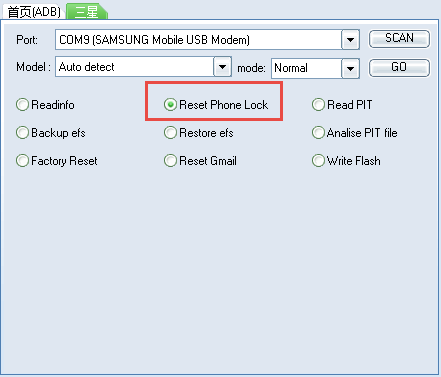 首页(ADB) 三星
Port: COM9 (SAMSUNG Mobile USB Modem) SCAN
Model : Auto detect mode: Normal GO
Readinfo Reset Phone Lock Read PIT
Backup efs Restore efs Analise PIT file
Factory Reset Reset Gmail Write Flash